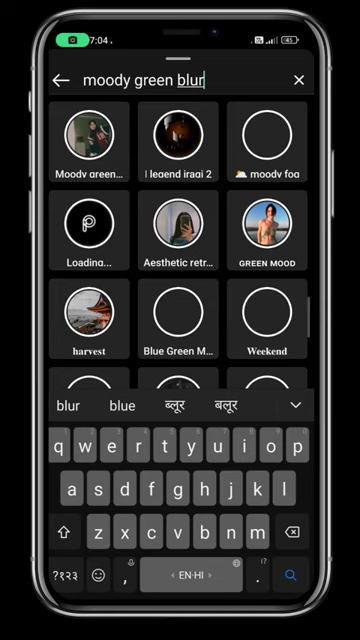 7:04
45
moody green blur
Moody green...
I legend iraqi 2
🌤️ moody fog
Loading...
Aesthetic retr...
GREEN MOOD
harvest
Blue Green M...
Weekend
blur blue ब्लूर बलूर
q w e r t y u i o p
a s d f g h j k l
z x c v b n m
?१२३ , EN·HI . !?